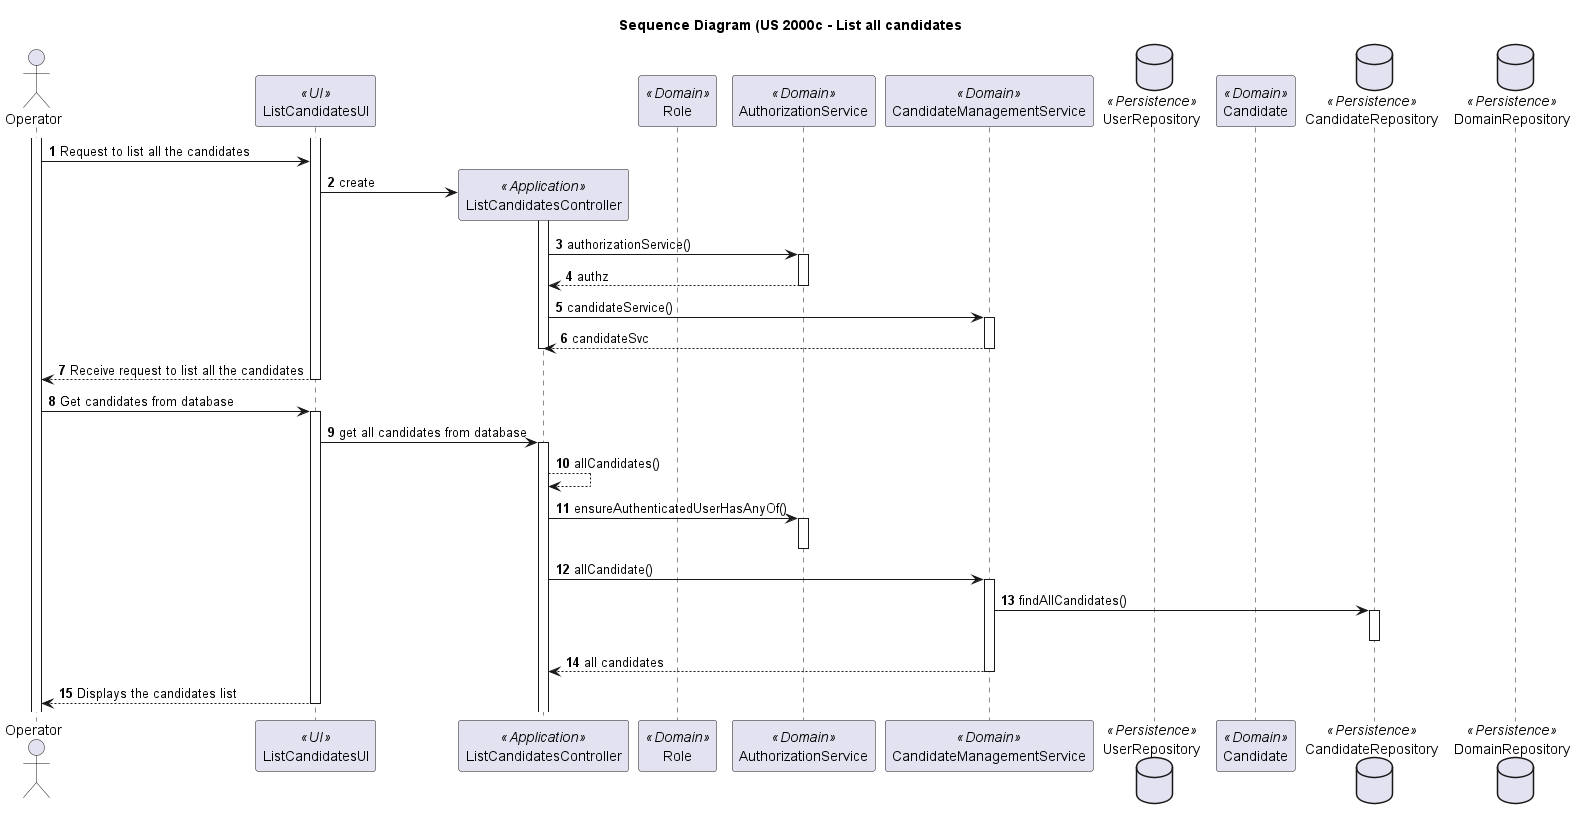 Sequence Diagram (US 2000c - List all candidates
Operator
«UI»
ListCandidatesUI
«Domain»
Role
«Domain»
AuthorizationService
«Domain»
CandidateManagementService
«Persistence»
UserRepository
«Domain»
Candidate
«Persistence»
CandidateRepository
«Persistence»
DomainRepository
1 Request to list all the candidates
2 create
«Application»
ListCandidatesController
3 authorizationService()
4 authz
5 candidateService()
6 candidateSvc
7 Receive request to list all the candidates
8 Get candidates from database
9 get all candidates from database
10 allCandidates()
11 ensureAuthenticatedUserHasAnyOf()
12 allCandidate()
13 findAllCandidates()
14 all candidates
15 Displays the candidates list
Operator
«UI»
ListCandidatesUI
«Application»
ListCandidatesController
«Domain»
Role
«Domain»
AuthorizationService
«Domain»
CandidateManagementService
«Persistence»
UserRepository
«Domain»
Candidate
«Persistence»
CandidateRepository
«Persistence»
DomainRepository